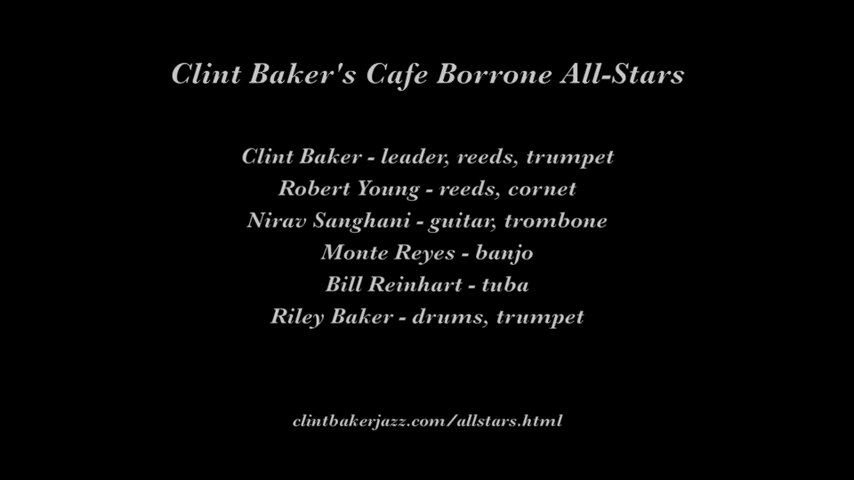 Clint Baker's Cafe Borrone All-Stars
Clint Baker - leader, reeds, trumpet
Robert Young - reeds, cornet
Nirav Sanghani - guitar, trombone
Monte Reyes - banjo
Bill Reinhart - tuba
Riley Baker - drums, trumpet
clintbakerjazz.com/allstars.html